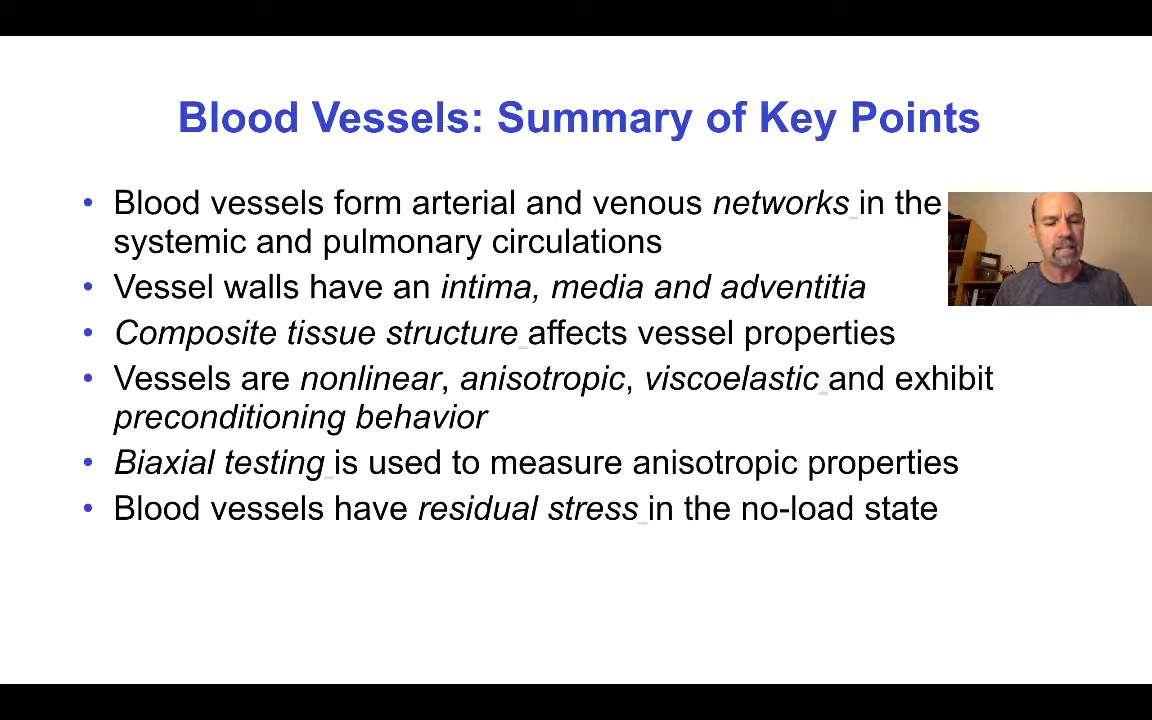 Blood Vessels: Summary of Key Points
• Blood vessels form arterial and venous networks in the
systemic and pulmonary circulations
• Vessel walls have an intima, media and adventitia
• Composite tissue structure affects vessel properties
• Vessels are nonlinear, anisotropic, viscoelastic and exhibit
preconditioning behavior
• Biaxial testing is used to measure anisotropic properties
• Blood vessels have residual stress in the no-load state